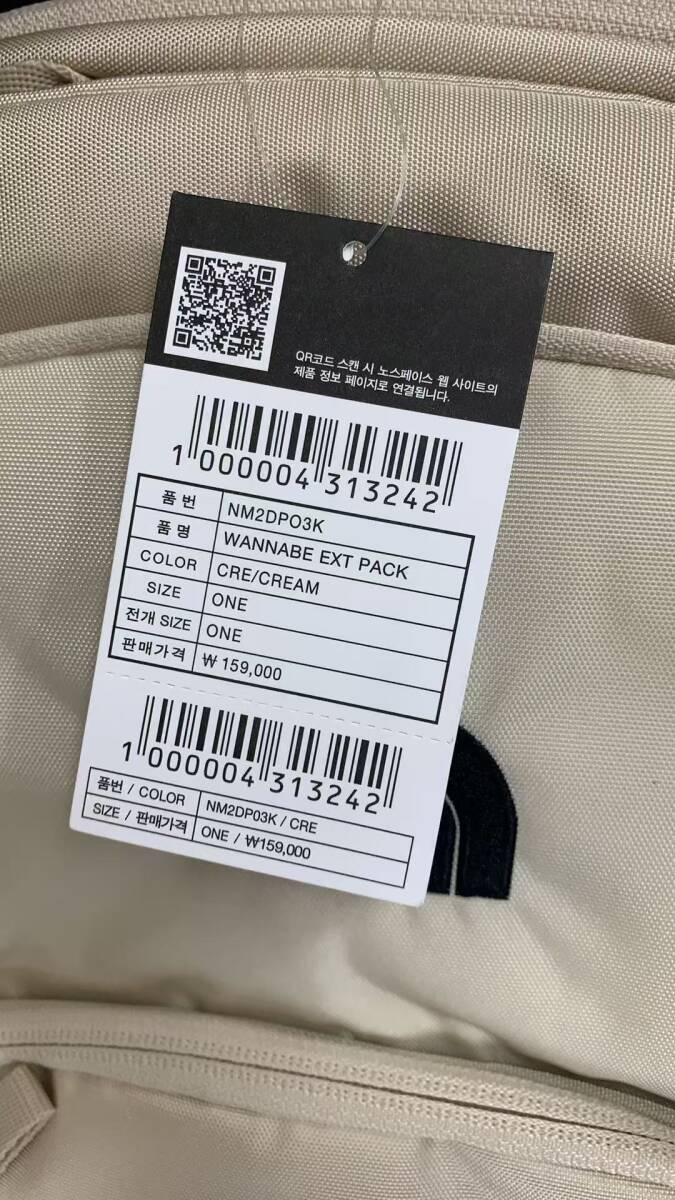 QR코드 스캔 시 노스페이스 웹 사이트의
제품 정보 페이지로 연결됩니다.
1 000004 313242
품 번 NM2DPO3K
품 명 WANNABE EXT PACK
COLOR CRE/CREAM
SIZE ONE
전개 SIZE ONE
판매가격 ₩ 159,000
1 000004 313242
품번 / COLOR NM2DP03K / CRE
SIZE / 판매가격 ONE / ₩159,000